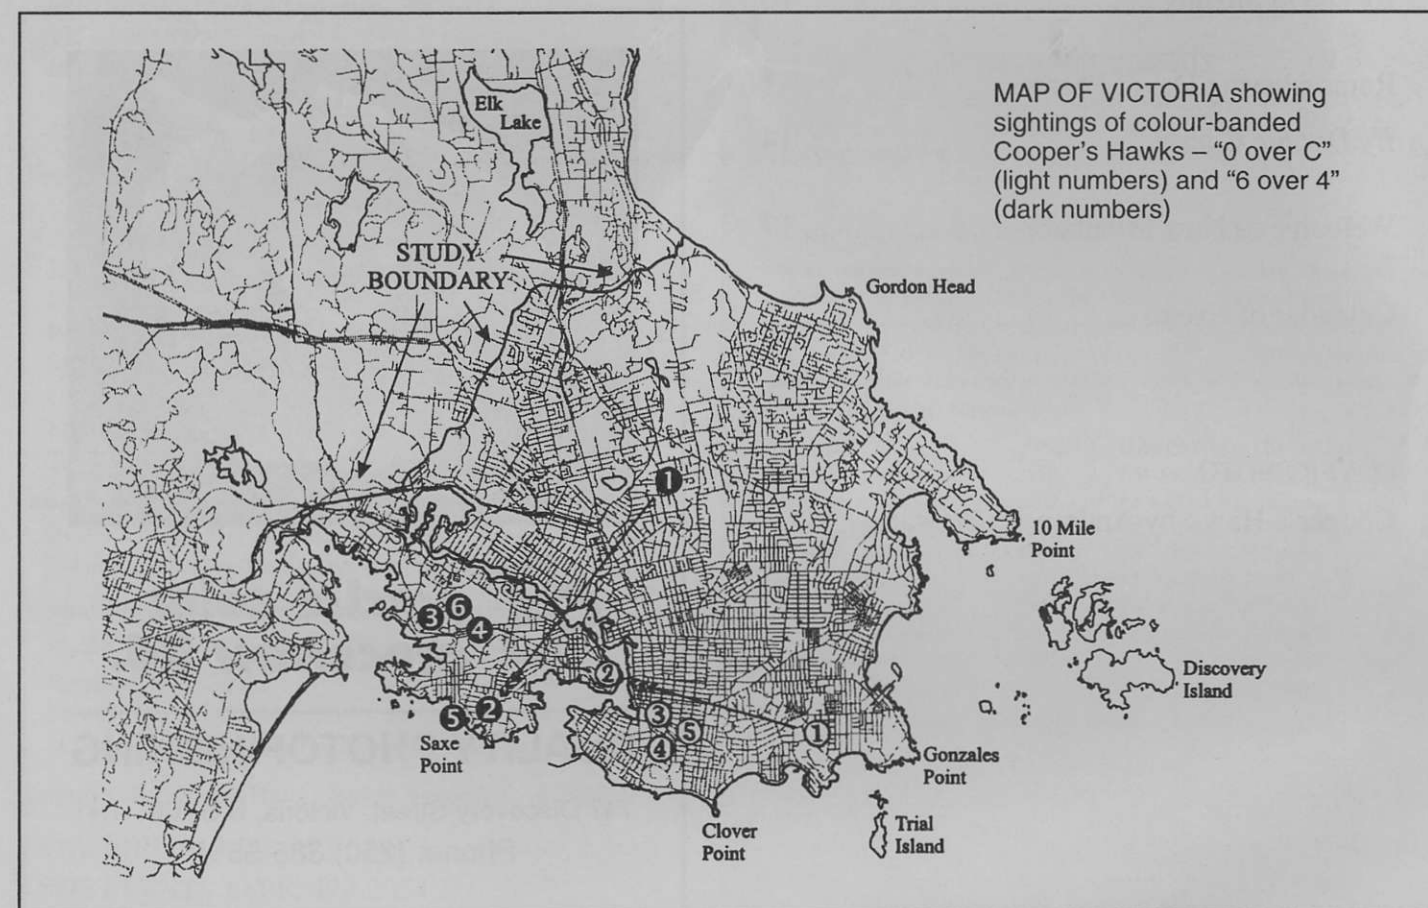 MAP OF VICTORIA showing
sightings of colour-banded
Cooper's Hawks – “0 over C”
(light numbers) and “6 over 4”
(dark numbers)
Elk
Lake
STUDY
BOUNDARY
Gordon Head
1
10 Mile
Point
3
6
4
2
Discovery
Island
5
2
3
5
4
1
Saxe
Point
Gonzales
Point
Clover
Point
Trial
Island